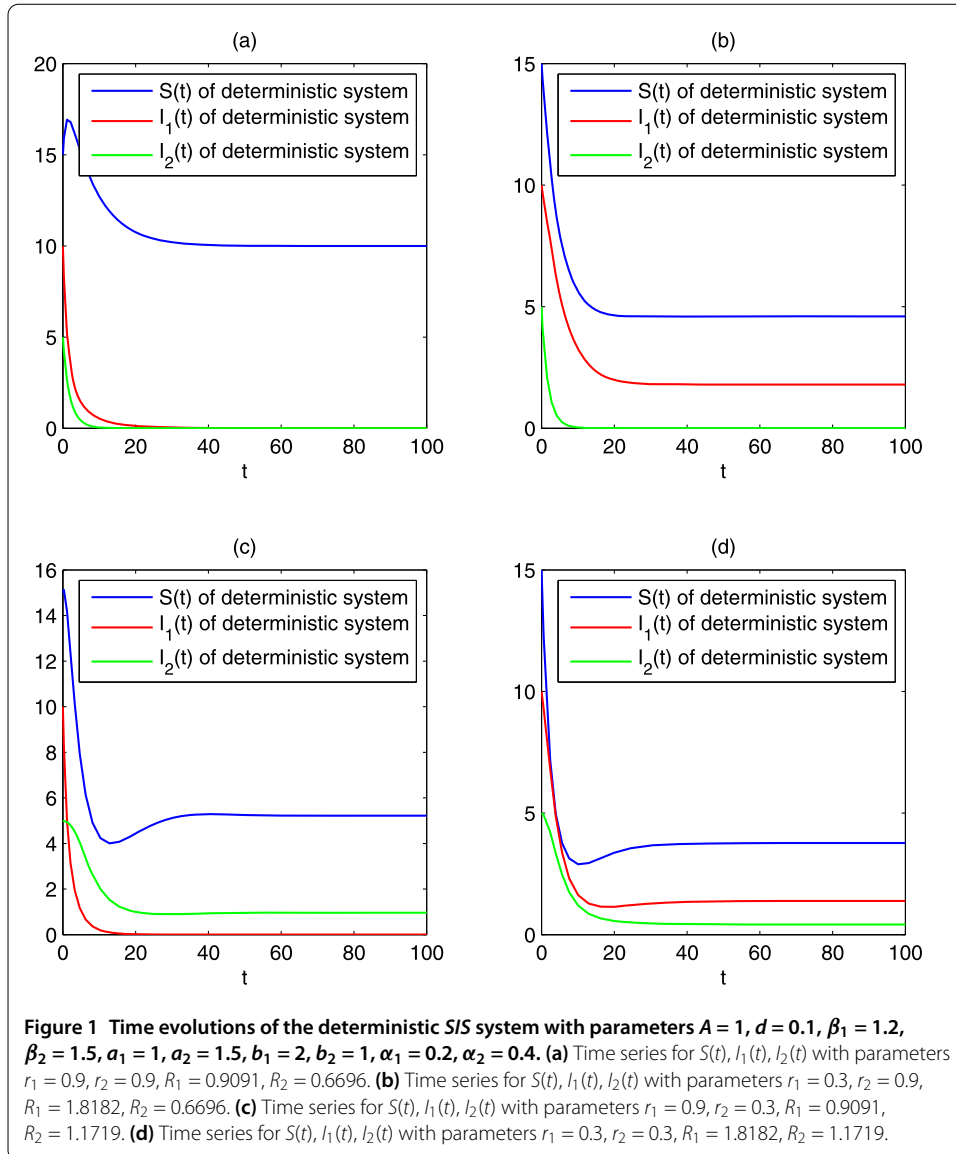 (a)
20
15
10
5
0
S(t) of deterministic system
I_1(t) of deterministic system
I_2(t) of deterministic system
0 20 40 60 80 100
t
(b)
15
10
5
0
S(t) of deterministic system
I_1(t) of deterministic system
I_2(t) of deterministic system
0 20 40 60 80 100
t
(c)
16
14
12
10
8
6
4
2
0
S(t) of deterministic system
I_1(t) of deterministic system
I_2(t) of deterministic system
0 20 40 60 80 100
t
(d)
15
10
5
0
S(t) of deterministic system
I_1(t) of deterministic system
I_2(t) of deterministic system
0 20 40 60 80 100
t
Figure 1 Time evolutions of the deterministic SIS system with parameters A = 1, d = 0.1, β₁ = 1.2,
β₂ = 1.5, a₁ = 1, a₂ = 1.5, b₁ = 2, b₂ = 1, α₁ = 0.2, α₂ = 0.4. (a) Time series for S(t), I₁(t), I₂(t) with parameters
r₁ = 0.9, r₂ = 0.9, R₁ = 0.9091, R₂ = 0.6696. (b) Time series for S(t), I₁(t), I₂(t) with parameters r₁ = 0.3, r₂ = 0.9,
R₁ = 1.8182, R₂ = 0.6696. (c) Time series for S(t), I₁(t), I₂(t) with parameters r₁ = 0.9, r₂ = 0.3, R₁ = 0.9091,
R₂ = 1.1719. (d) Time series for S(t), I₁(t), I₂(t) with parameters r₁ = 0.3, r₂ = 0.3, R₁ = 1.8182, R₂ = 1.1719.